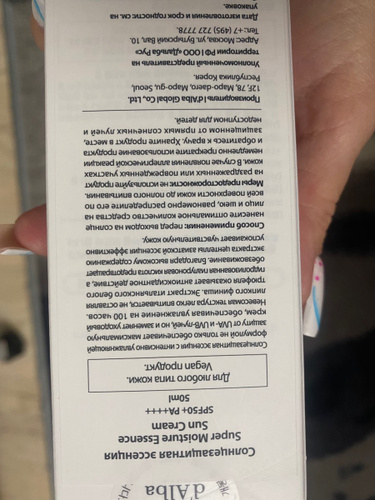 d'Alba
Солнцезащитная эссенция
Super Moisture Essence
Sun Cream
SPF50+ PA++++
50ml
Для любого типа кожи.
Vegan продукт.
Солнцезащитная эссенция с интенсивно увлажняющей
формулой не только обеспечивает максимальную
защиту от UVA- и UVB-лучей, но и заменяет уходовый
крем, обеспечивая увлажнение на 100 часов.
Невесомая текстура легко впитывается, не оставляя
липкого финиша. Экстракт итальянского белого
трюфеля оказывает антиоксидантное действие, а
гидролизованная гиалуроновая кислота предотвращает
обезвоживание. Благодаря высокому содержанию
экстракта центеллы азиатской эссенция эффективно
успокаивает чувствительную кожу.
Способ применения: перед выходом на солнце
нанесите оптимальное количество средства на
лицо и шею, равномерно распределите его по
всей поверхности кожи до полного впитывания.
Меры предосторожности: не используйте продукт
на раздраженных или поврежденных участках
кожи. В случае появления аллергической реакции
немедленно прекратите использование продукта
и обратитесь к врачу. Храните продукт в месте,
защищенном от прямых солнечных лучей и
недоступном для детей.
Производитель | d'Alba Global Co., Ltd.
12F, 78, Mapo-daero, Mapo-gu, Seoul,
Республика Корея.
Уполномоченный представитель на
территории РФ | ООО «Дальба Рус»
Адрес: Москва, ул. Бутырский Вал, 10.
Тел.: +7 (495) 127 7778.
Дата изготовления и срок годности: см. на
упаковке.